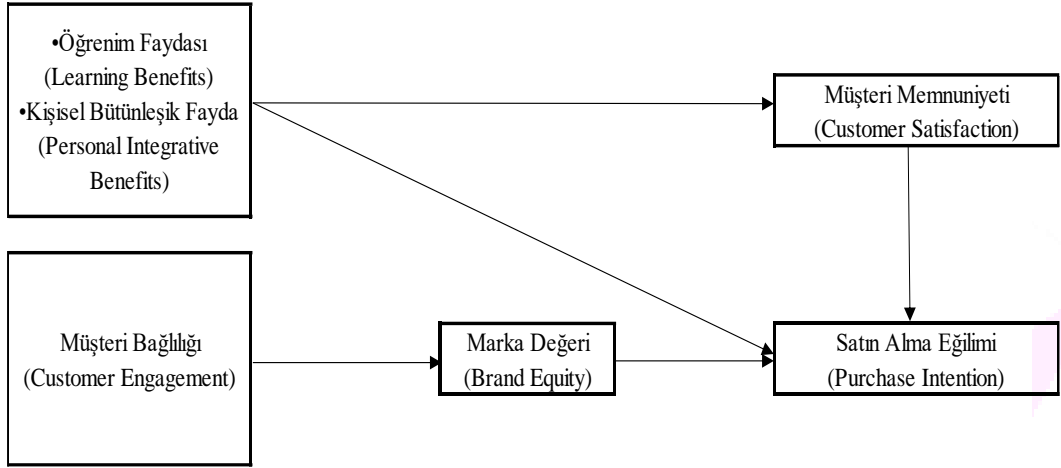 •Öğrenim Faydası
(Learning Benefits)
•Kişisel Bütünleşik Fayda
(Personal Integrative
Benefits)
Müşteri Memnuniyeti
(Customer Satisfaction)
Müşteri Bağlılığı
(Customer Engagement)
Marka Değeri
(Brand Equity)
Satın Alma Eğilimi
(Purchase Intention)